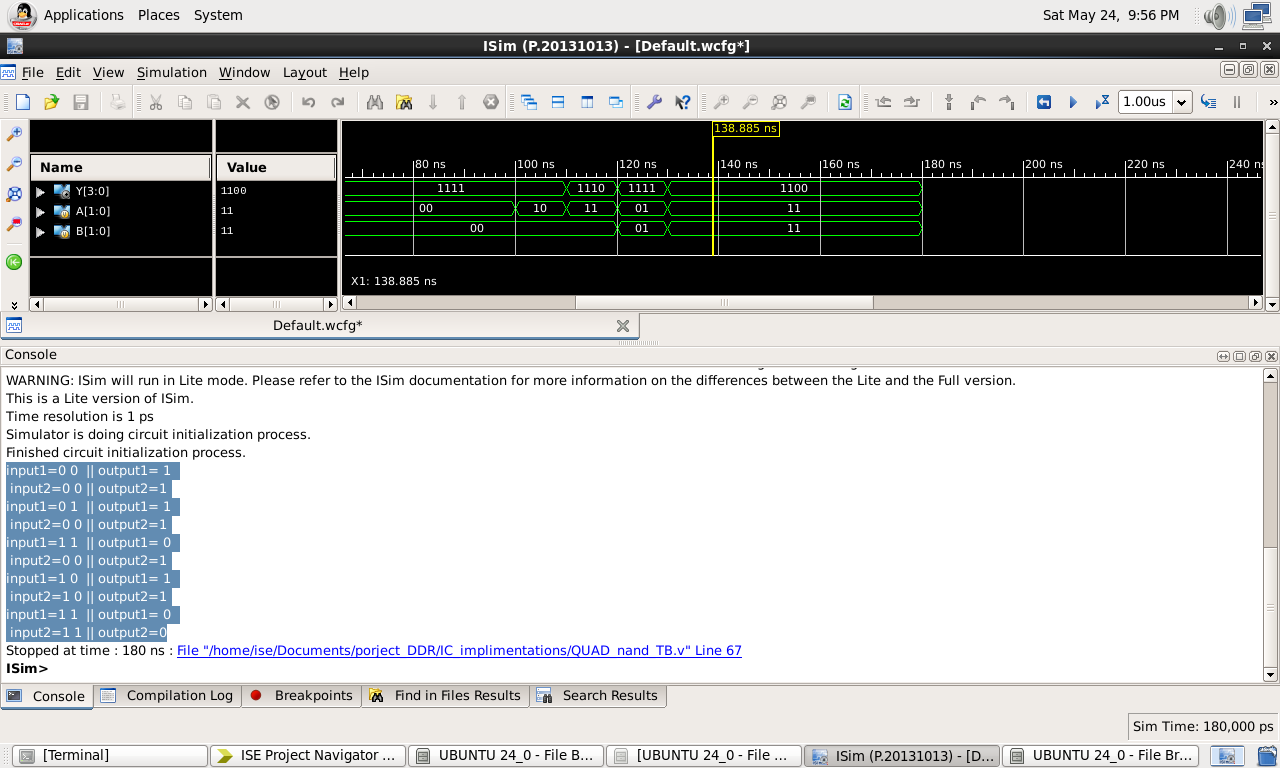 Applications Places System Sat May 24, 9:56 PM
ISim (P.20131013) - [Default.wcfg*]
File Edit View Simulation Window Layout Help
1.00us »
138.885 ns
Name Value 80 ns 100 ns 120 ns 140 ns 160 ns 180 ns 200 ns 220 ns 240 ns
Y[3:0] 1100 1111 1110 1111 1100
A[1:0] 11 00 10 11 01 11
B[1:0] 11 00 01 11
X1: 138.885 ns
Default.wcfg*
Console
WARNING: ISim will run in Lite mode. Please refer to the ISim documentation for more information on the differences between the Lite and the Full version.
This is a Lite version of ISim.
Time resolution is 1 ps
Simulator is doing circuit initialization process.
Finished circuit initialization process.
input1=0 0 || output1= 1
input2=0 0 || output2=1
input1=0 1 || output1= 1
input2=0 0 || output2=1
input1=1 1 || output1= 0
input2=0 0 || output2=1
input1=1 0 || output1= 1
input2=1 0 || output2=1
input1=1 1 || output1= 0
input2=1 1 || output2=0
Stopped at time : 180 ns : File "/home/ise/Documents/porject_DDR/IC_implimentations/QUAD_nand_TB.v" Line 67
ISim>
Console Compilation Log Breakpoints Find in Files Results Search Results
Sim Time: 180,000 ps
[Terminal] ISE Project Navigator ... UBUNTU 24_0 - File B... [UBUNTU 24_0 - File ... ISim (P.20131013) - [D... UBUNTU 24_0 - File Br...